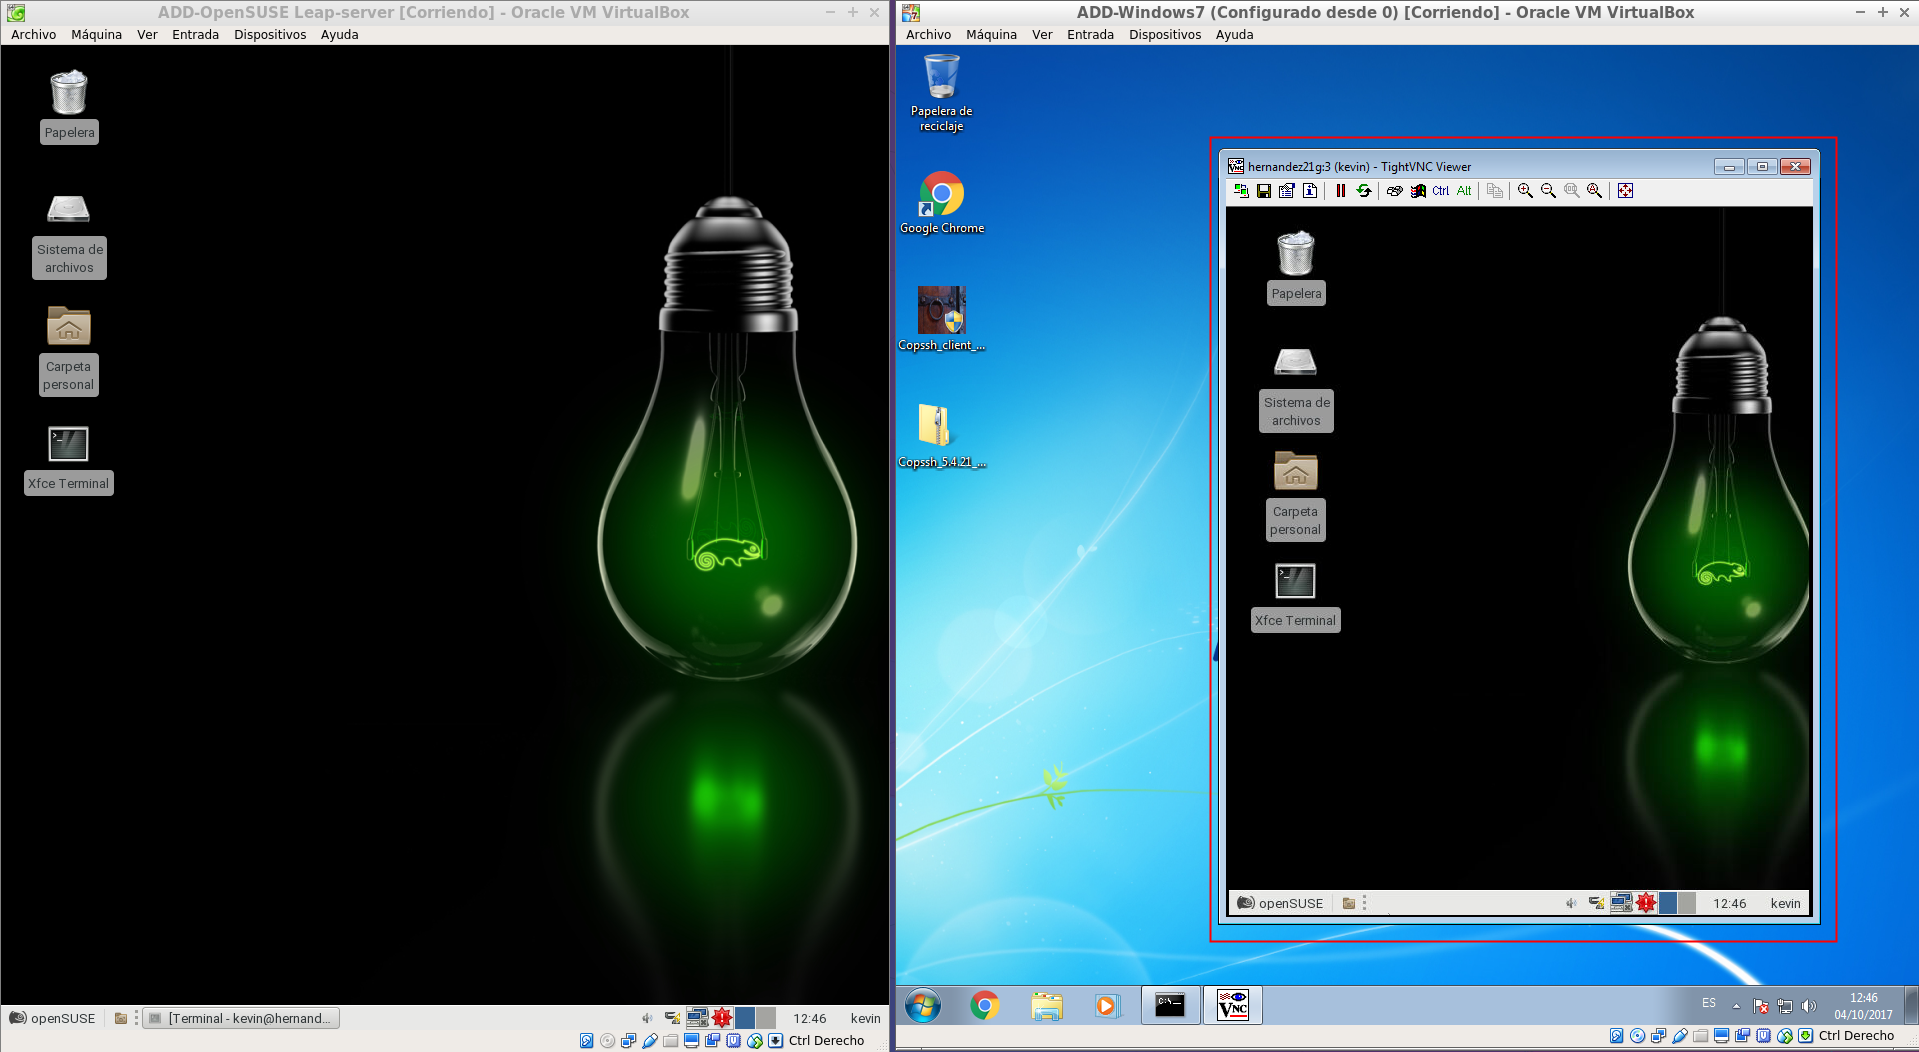 ADD-OpenSUSE Leap-server [Corriendo] - Oracle VM VirtualBox
Archivo Máquina Ver Entrada Dispositivos Ayuda
Papelera
Sistema de
archivos
Carpeta
personal
Xfce Terminal
openSUSE [Terminal - kevin@hernand... 12:46 kevin
Ctrl Derecho
ADD-Windows7 (Configurado desde 0) [Corriendo] - Oracle VM VirtualBox
Archivo Máquina Ver Entrada Dispositivos Ayuda
Papelera de
reciclaje
Google Chrome
Copssh_client_...
Copssh_5.4.21_...
hernandez21g:3 (kevin) - TightVNC Viewer
Ctrl Alt
Papelera
Sistema de
archivos
Carpeta
personal
Xfce Terminal
openSUSE 12:46 kevin
C:\
VNC
ES
12:46
04/10/2017
Ctrl Derecho